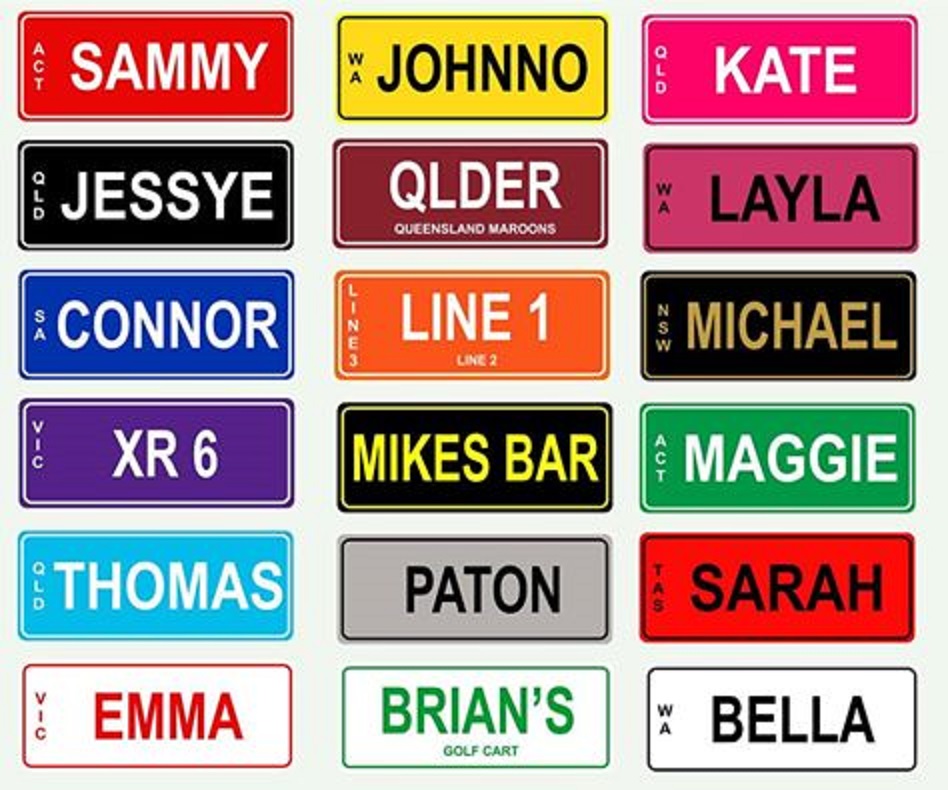 ACT SAMMY
WA JOHNNO
QLD KATE
QLD JESSYE
QLDER
QUEENSLAND MAROONS
WA LAYLA
SA CONNOR
LINE3 LINE 1
LINE 2
NSW MICHAEL
VIC XR 6
MIKES BAR
ACT MAGGIE
QLD THOMAS
PATON
TAS SARAH
VIC EMMA
BRIAN’S
GOLF CART
WA BELLA